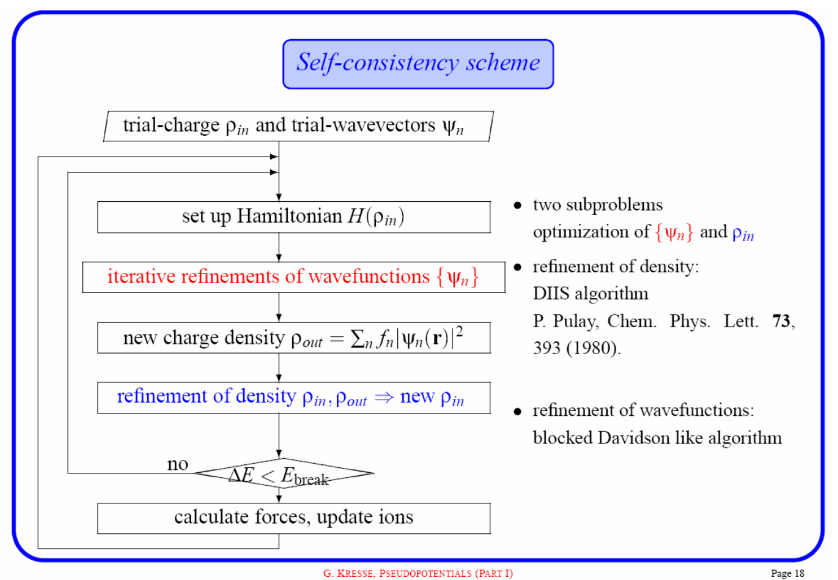 Self-consistency scheme
trial-charge ρin and trial-wavevectors ψn
set up Hamiltonian H(ρin)
iterative refinements of wavefunctions {ψn}
new charge density ρout = ∑n fn|ψn(r)|²
refinement of density ρin, ρout ⇒ new ρin
no
ΔE < Ebreak
calculate forces, update ions
• two subproblems
optimization of {ψn} and ρin
• refinement of density:
DIIS algorithm
P. Pulay, Chem. Phys. Lett. 73,
393 (1980).
• refinement of wavefunctions:
blocked Davidson like algorithm
G. KRESSE, PSEUDOPOTENTIALS (PART I)
Page 18